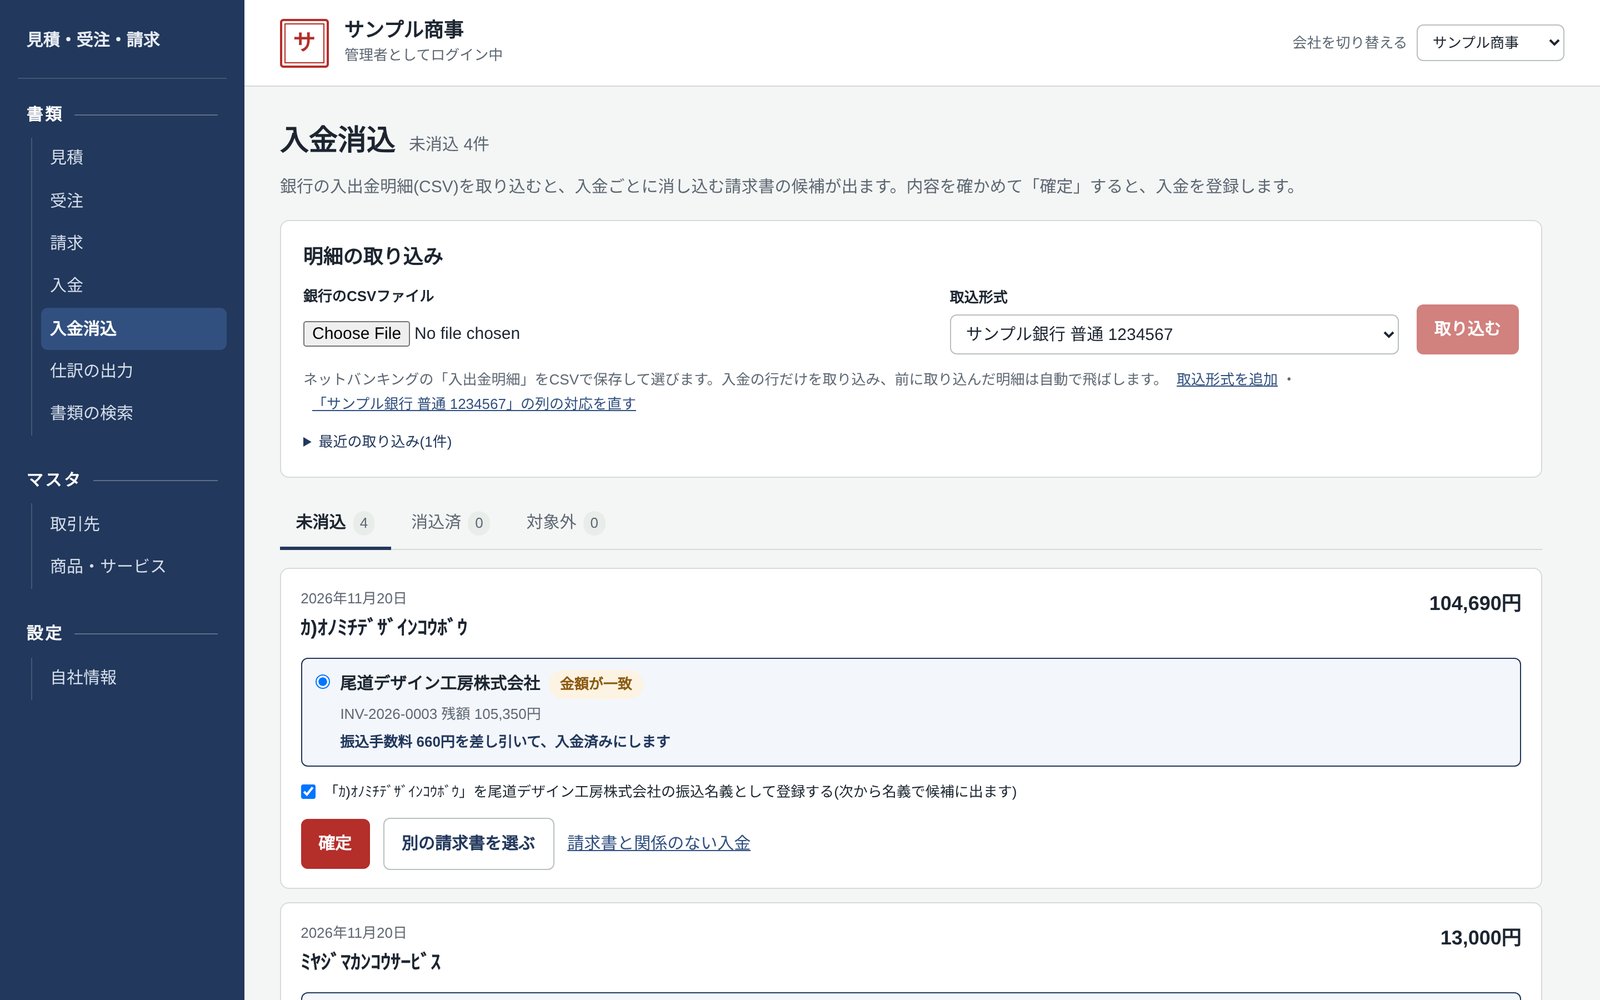 見積・受注・請求
書類
見積
受注
請求
入金
入金消込
仕訳の出力
書類の検索
マスタ
取引先
商品・サービス
設定
自社情報
サ
サンプル商事
管理者としてログイン中
会社を切り替える
サンプル商事
入金消込 未消込 4件
銀行の入出金明細(CSV)を取り込むと、入金ごとに消し込む請求書の候補が出ます。内容を確かめて「確定」すると、入金を登録します。
明細の取り込み
銀行のCSVファイル
Choose File No file chosen
取込形式
サンプル銀行 普通 1234567
取り込む
ネットバンキングの「入出金明細」をCSVで保存して選びます。入金の行だけを取り込み、前に取り込んだ明細は自動で飛ばします。 取込形式を追加 ・
「サンプル銀行 普通 1234567」の列の対応を直す
▶ 最近の取り込み(1件)
未消込 4 消込済 0 対象外 0
2026年11月20日
ｶ)ｵﾉﾐﾁﾃﾞｻﾞｲﾝｺｳﾎﾞｳ
104,690円
尾道デザイン工房株式会社 金額が一致
INV-2026-0003 残額 105,350円
振込手数料 660円を差し引いて、入金済みにします
「ｶ)ｵﾉﾐﾁﾃﾞｻﾞｲﾝｺｳﾎﾞｳ」を尾道デザイン工房株式会社の振込名義として登録する(次から名義で候補に出ます)
確定 別の請求書を選ぶ 請求書と関係のない入金
2026年11月20日
ﾐﾔｼﾞﾏｶﾝｺｳｻｰﾋﾞｽ
13,000円